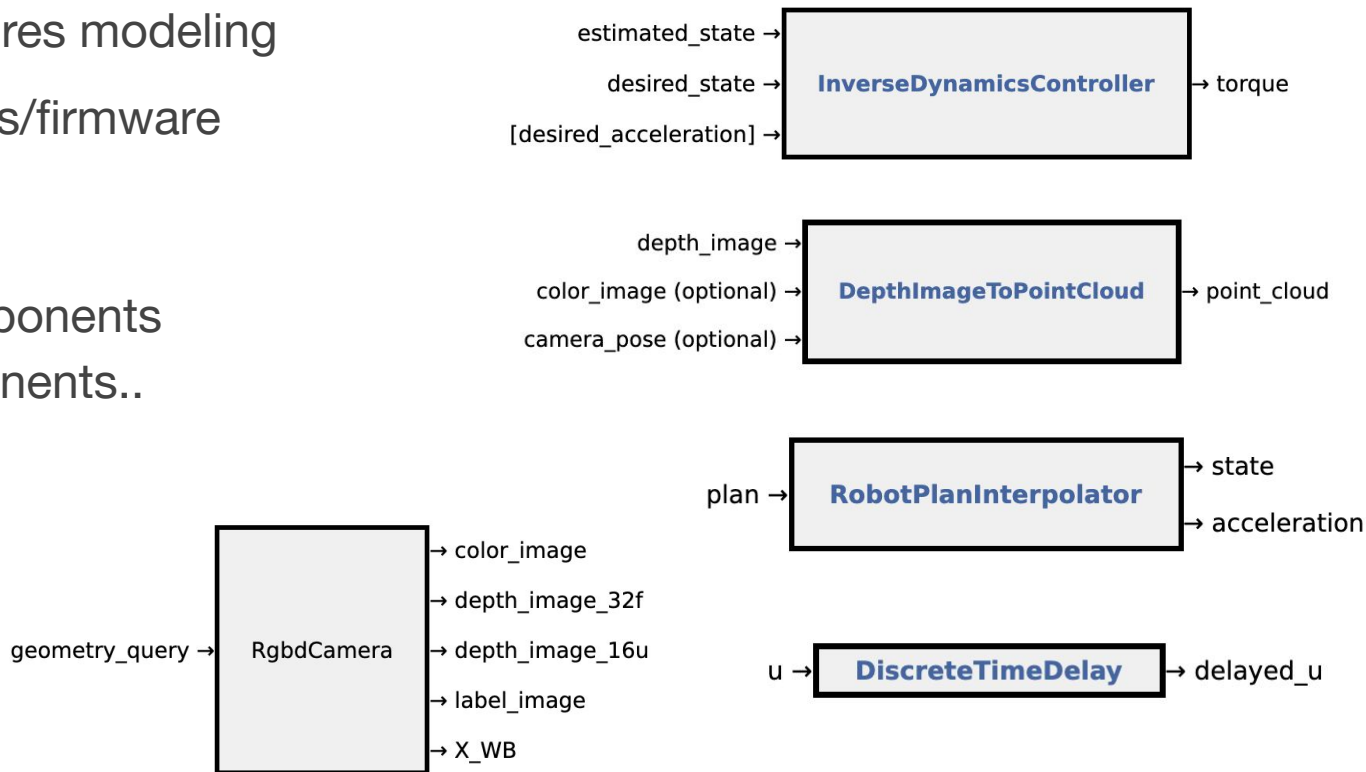 res modeling
s/firmware
ponents
nents..
estimated_state →
desired_state →
[desired_acceleration] →
InverseDynamicsController
→ torque
depth_image →
color_image (optional) →
camera_pose (optional) →
DepthImageToPointCloud
→ point_cloud
plan →
RobotPlanInterpolator
→ state
→ acceleration
geometry_query →
RgbdCamera
→ color_image
→ depth_image_32f
→ depth_image_16u
→ label_image
→ X_WB
u →
DiscreteTimeDelay
→ delayed_u